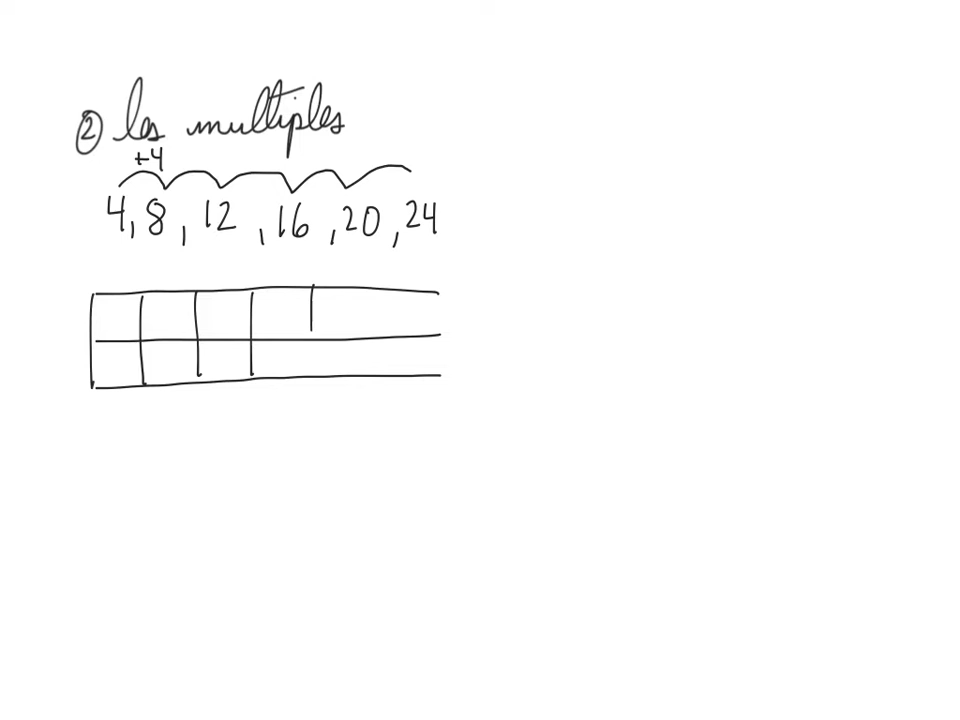 ② les multiples
+4
4, 8, 12, 16, 20, 24